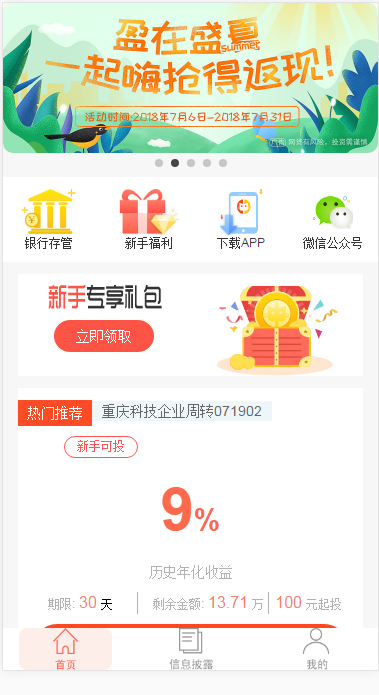 盈在盛夏
Summer
一起嗨抢得返现!
活动时间:2018年7月6日-2018年7月31日
广告 网贷有风险，投资需谨慎
银行存管
新手福利
下载APP
微信公众号
新手专享礼包
立即领取
热门推荐
重庆科技企业周转071902
新手可投
9%
历史年化收益
期限: 30 天
剩余金额: 13.71 万
100 元起投
首页
信息披露
我的